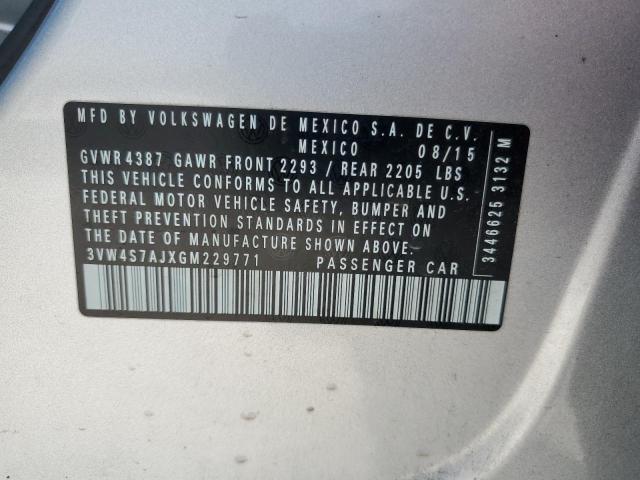 MFD BY VOLKSWAGEN DE MEXICO S.A. DE C.V.
MEXICO 08/15
GVWR 4387 GAWR FRONT 2293 / REAR 2205 LBS
THIS VEHICLE CONFORMS TO ALL APPLICABLE U.S.
FEDERAL MOTOR VEHICLE SAFETY, BUMPER AND
THEFT PREVENTION STANDARDS IN EFFECT ON
THE DATE OF MANUFACTURE SHOWN ABOVE.
3VW4S7AJXGM229771 PASSENGER CAR
3446625 3132 M